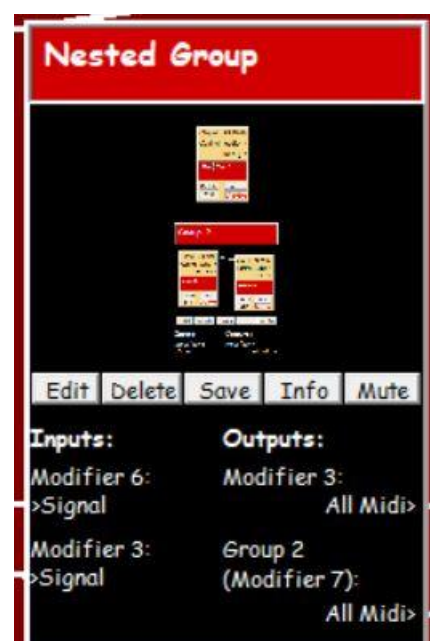 Nested Group
Group 2
Edit Delete Save Info Mute
Inputs: Outputs:
Modifier 6: Modifier 3:
>Signal All Midi>
Modifier 3: Group 2
>Signal (Modifier 7):
All Midi>